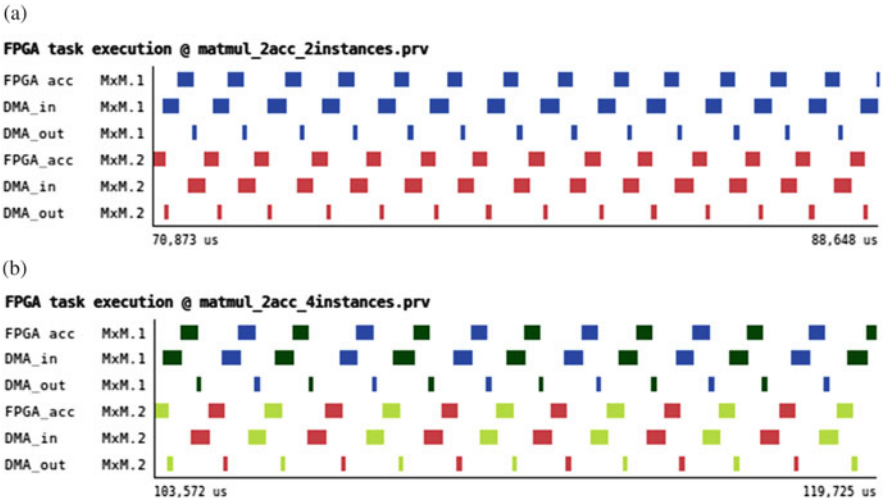 (a)
FPGA task execution @ matmul_2acc_2instances.prv
FPGA acc MxM.1
DMA_in MxM.1
DMA_out MxM.1
FPGA_acc MxM.2
DMA_in MxM.2
DMA_out MxM.2
70,873 us 88,648 us
(b)
FPGA task execution @ matmul_2acc_4instances.prv
FPGA acc MxM.1
DMA_in MxM.1
DMA_out MxM.1
FPGA_acc MxM.2
DMA_in MxM.2
DMA_out MxM.2
103,572 us 119,725 us